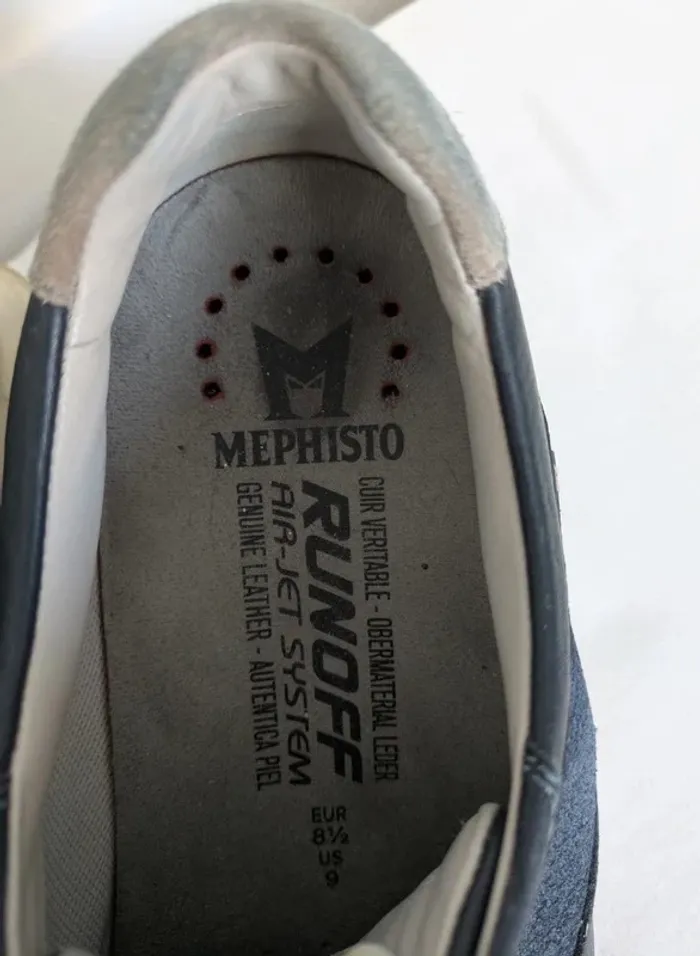 MEPHISTO
CUIR VERITABLE - OBERMATERIAL LEDER
RUNOFF
AIR-JET SYSTEM
GENUINE LEATHER - AUTENTICA PIEL
EUR
8½
US
9